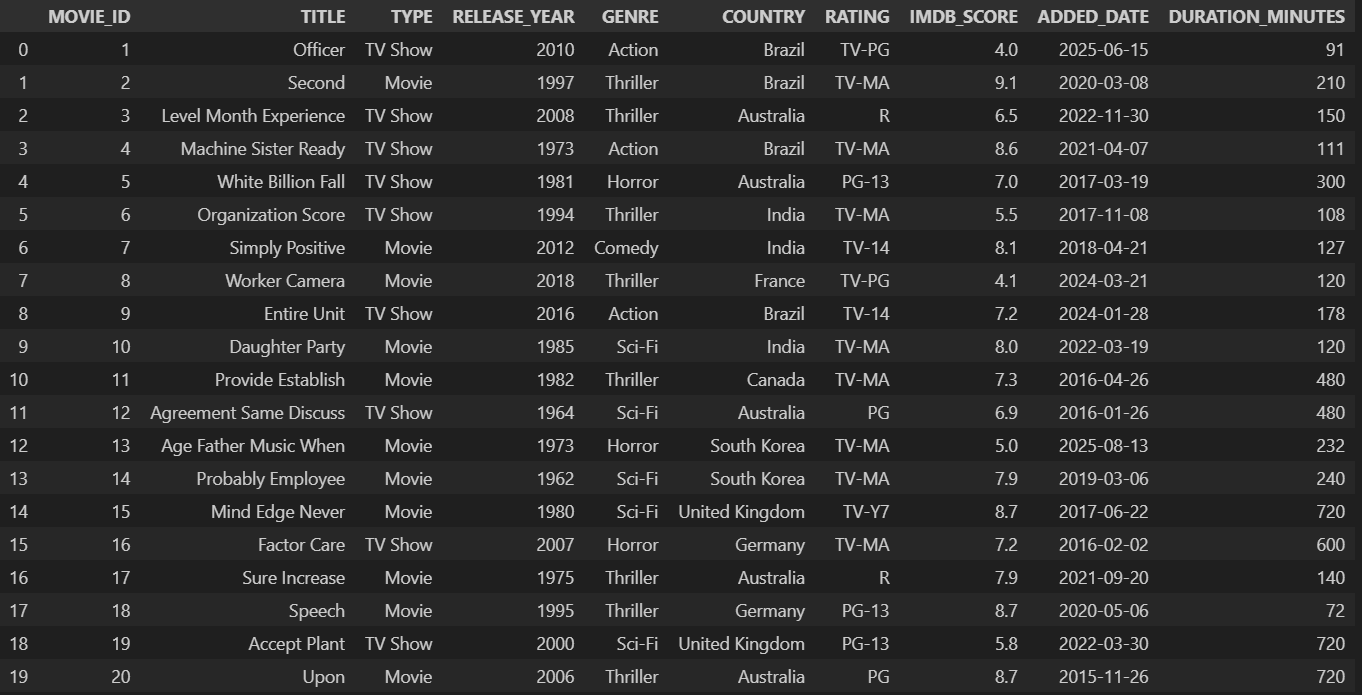 MOVIE_ID TITLE TYPE RELEASE_YEAR GENRE COUNTRY RATING IMDB_SCORE ADDED_DATE DURATION_MINUTES
0 1 Officer TV Show 2010 Action Brazil TV-PG 4.0 2025-06-15 91
1 2 Second Movie 1997 Thriller Brazil TV-MA 9.1 2020-03-08 210
2 3 Level Month Experience TV Show 2008 Thriller Australia R 6.5 2022-11-30 150
3 4 Machine Sister Ready TV Show 1973 Action Brazil TV-MA 8.6 2021-04-07 111
4 5 White Billion Fall TV Show 1981 Horror Australia PG-13 7.0 2017-03-19 300
5 6 Organization Score TV Show 1994 Thriller India TV-MA 5.5 2017-11-08 108
6 7 Simply Positive Movie 2012 Comedy India TV-14 8.1 2018-04-21 127
7 8 Worker Camera Movie 2018 Thriller France TV-PG 4.1 2024-03-21 120
8 9 Entire Unit TV Show 2016 Action Brazil TV-14 7.2 2024-01-28 178
9 10 Daughter Party Movie 1985 Sci-Fi India TV-MA 8.0 2022-03-19 120
10 11 Provide Establish Movie 1982 Thriller Canada TV-MA 7.3 2016-04-26 480
11 12 Agreement Same Discuss TV Show 1964 Sci-Fi Australia PG 6.9 2016-01-26 480
12 13 Age Father Music When Movie 1973 Horror South Korea TV-MA 5.0 2025-08-13 232
13 14 Probably Employee Movie 1962 Sci-Fi South Korea TV-MA 7.9 2019-03-06 240
14 15 Mind Edge Never Movie 1980 Sci-Fi United Kingdom TV-Y7 8.7 2017-06-22 720
15 16 Factor Care TV Show 2007 Horror Germany TV-MA 7.2 2016-02-02 600
16 17 Sure Increase Movie 1975 Thriller Australia R 7.9 2021-09-20 140
17 18 Speech Movie 1995 Thriller Germany PG-13 8.7 2020-05-06 72
18 19 Accept Plant TV Show 2000 Sci-Fi United Kingdom PG-13 5.8 2022-03-30 720
19 20 Upon Movie 2006 Thriller Australia PG 8.7 2015-11-26 720